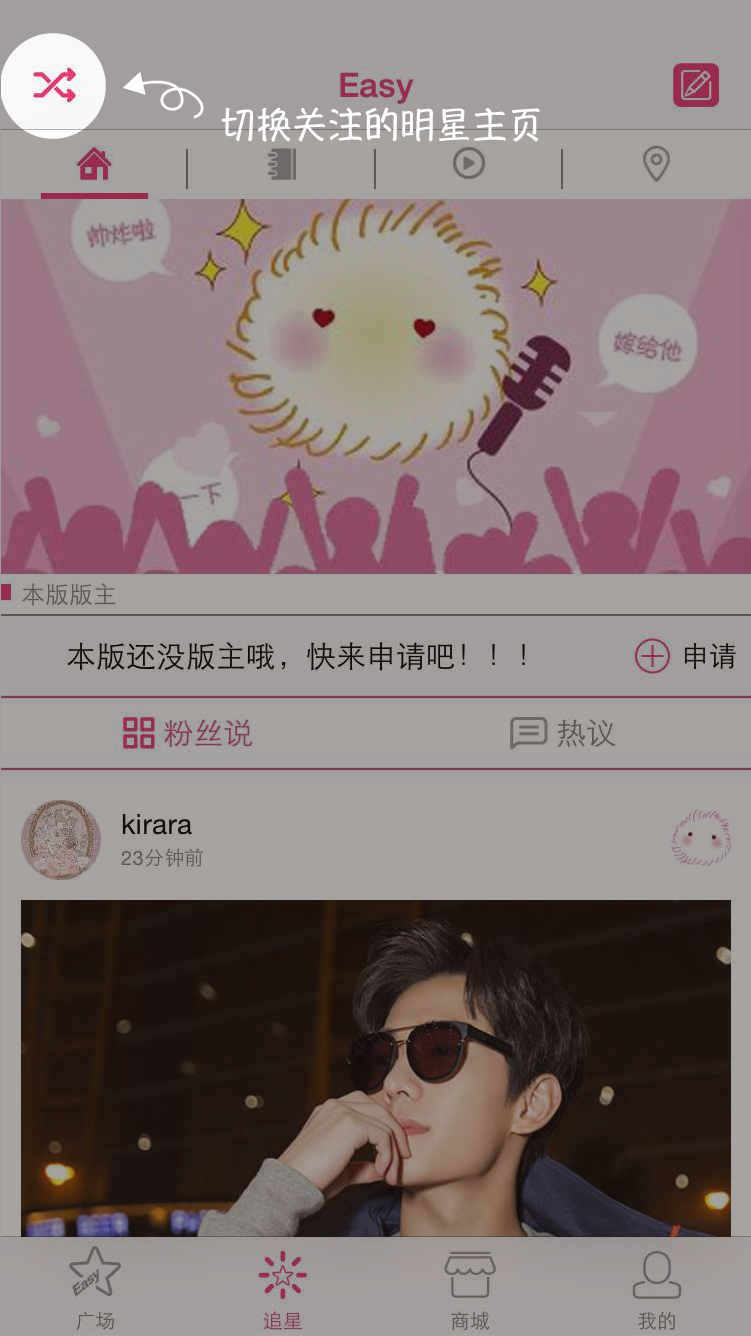 Easy
切换关注的明星主页
帅炸啦
嫁给他
一下
本版版主
本版还没版主哦，快来申请吧！！！
申请
粉丝说
热议
kirara
23分钟前
Easy
广场
追星
商城
我的